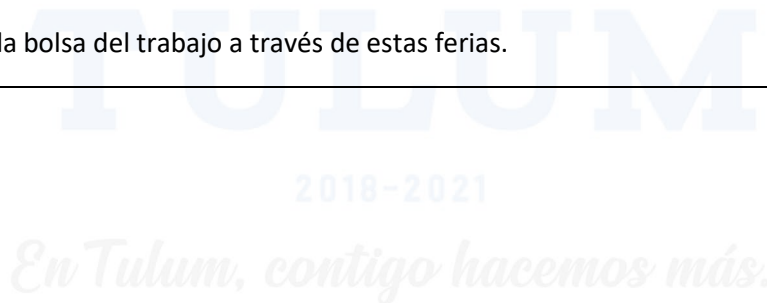 la bolsa del trabajo a través de estas ferias.
TULUM
2018-2021
En Tulum, contigo hacemos más.